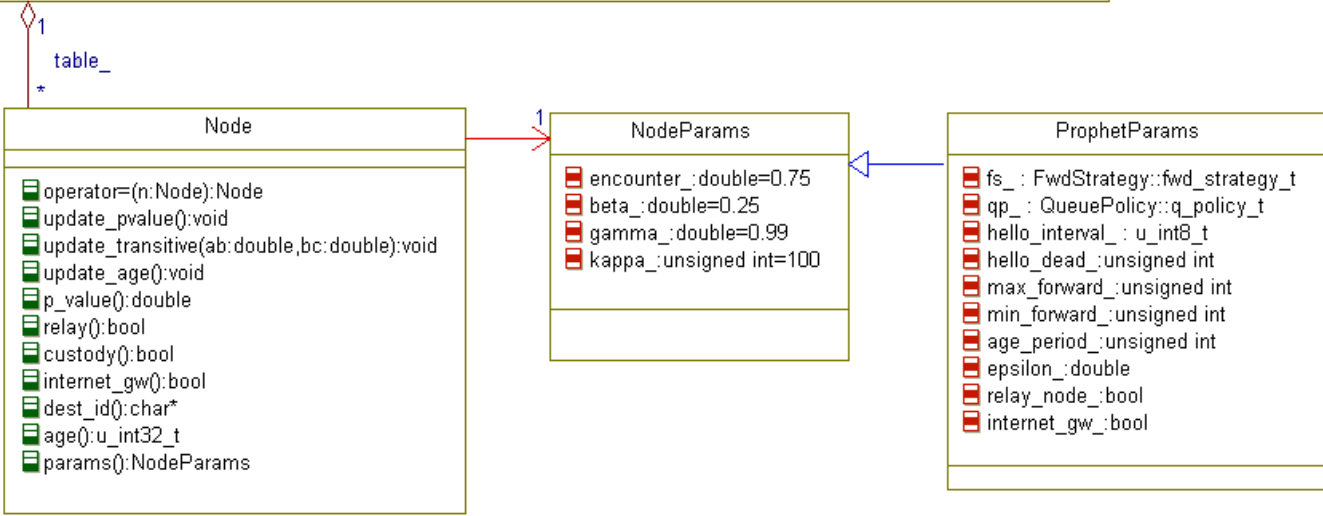 1
table_
*
Node
operator=(n:Node):Node
update_pvalue():void
update_transitive(ab:double,bc:double):void
update_age():void
p_value():double
relay():bool
custody():bool
internet_gw():bool
dest_id():char*
age():u_int32_t
params():NodeParams
1
NodeParams
encounter_:double=0.75
beta_:double=0.25
gamma_:double=0.99
kappa_:unsigned int=100
ProphetParams
fs_ : FwdStrategy::fwd_strategy_t
qp_ : QueuePolicy::q_policy_t
hello_interval_ : u_int8_t
hello_dead_:unsigned int
max_forward_:unsigned int
min_forward_:unsigned int
age_period_:unsigned int
epsilon_:double
relay_node_:bool
internet_gw_:bool